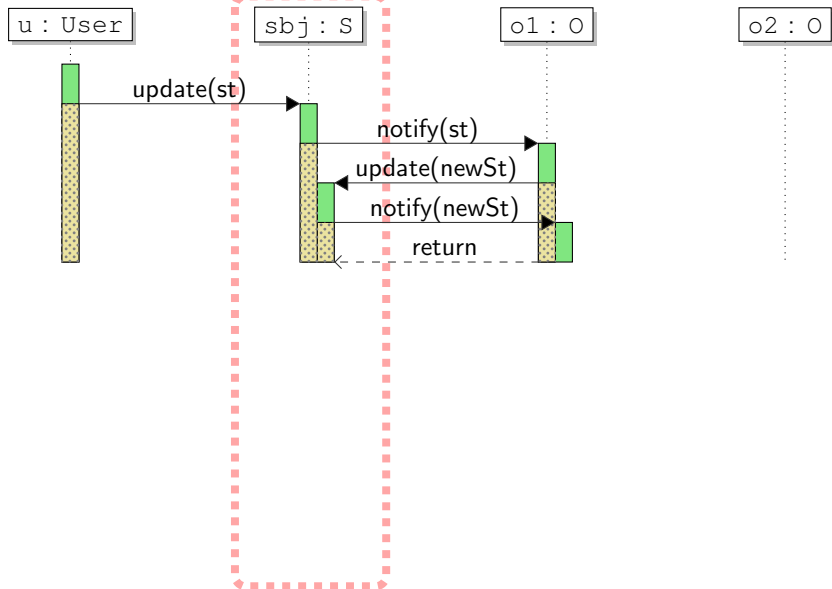 u : User
sbj : S
o1 : O
o2 : O
update(st)
notify(st)
update(newSt)
notify(newSt)
return